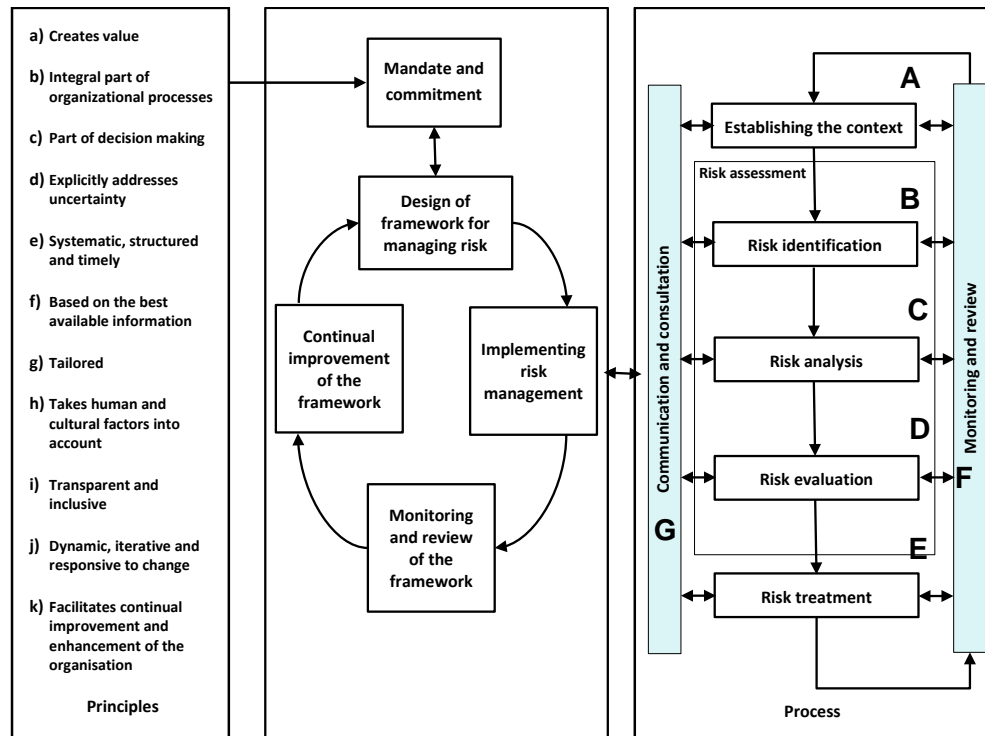 a) Creates value
b) Integral part of
organizational processes
c) Part of decision making
d) Explicitly addresses
uncertainty
e) Systematic, structured
and timely
f) Based on the best
available information
g) Tailored
h) Takes human and
cultural factors into
account
i) Transparent and
inclusive
j) Dynamic, iterative and
responsive to change
k) Facilitates continual
improvement and
enhancement of the
organisation
Principles
Mandate and
commitment
Design of
framework for
managing risk
Continual
improvement
of the
framework
Implementing
risk
management
Monitoring
and review
of the
framework
A
Establishing the context
Risk assessment
B
Risk identification
C
Risk analysis
D
Risk evaluation
E
Risk treatment
Communication and consultation
G
Monitoring and review
F
Process